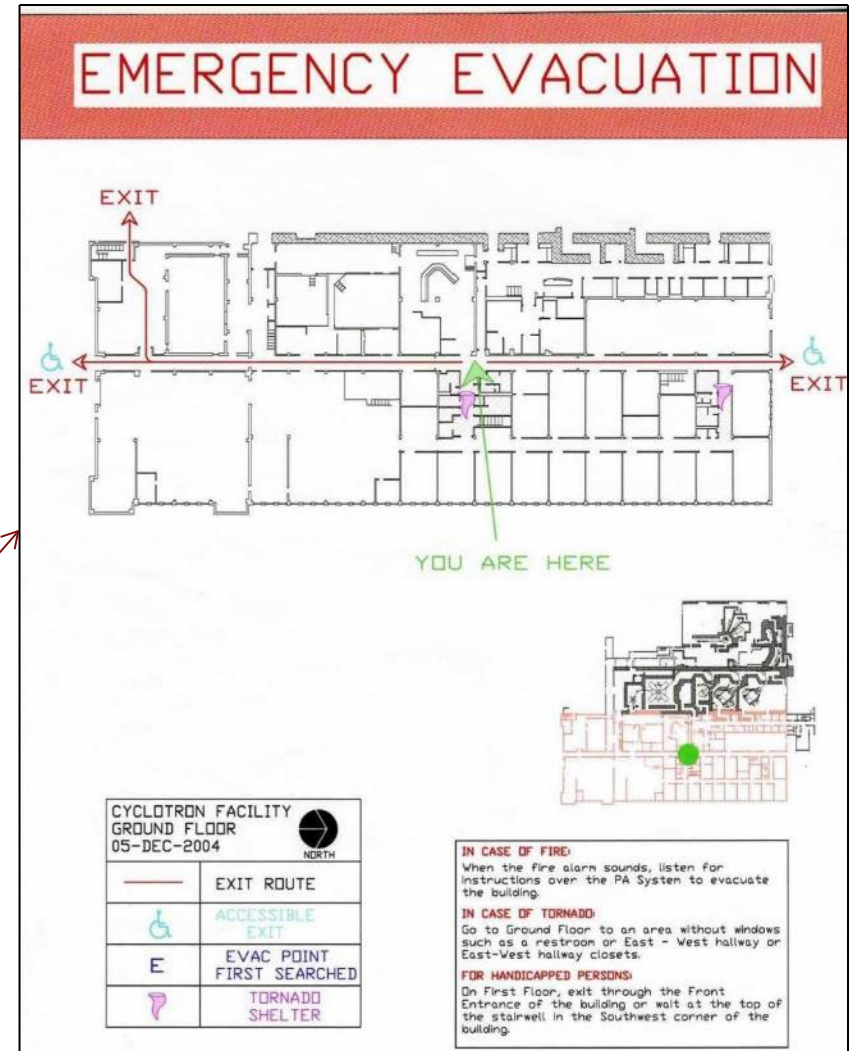 EMERGENCY EVACUATION
EXIT
EXIT
EXIT
YOU ARE HERE
CYCLOTRON FACILITY
GROUND FLOOR
05-DEC-2004
NORTH
EXIT ROUTE
ACCESSIBLE
EXIT
E
EVAC POINT
FIRST SEARCHED
TORNADO
SHELTER
IN CASE OF FIRE:
When the fire alarm sounds, listen for
instructions over the PA System to evacuate
the building.
IN CASE OF TORNADO:
Go to Ground Floor to an area without windows
such as a restroom or East - West hallway or
East-West hallway closets.
FOR HANDICAPPED PERSONS:
On First Floor, exit through the Front
Entrance of the building or wait at the top of
the stairwell in the Southwest corner of the
building.